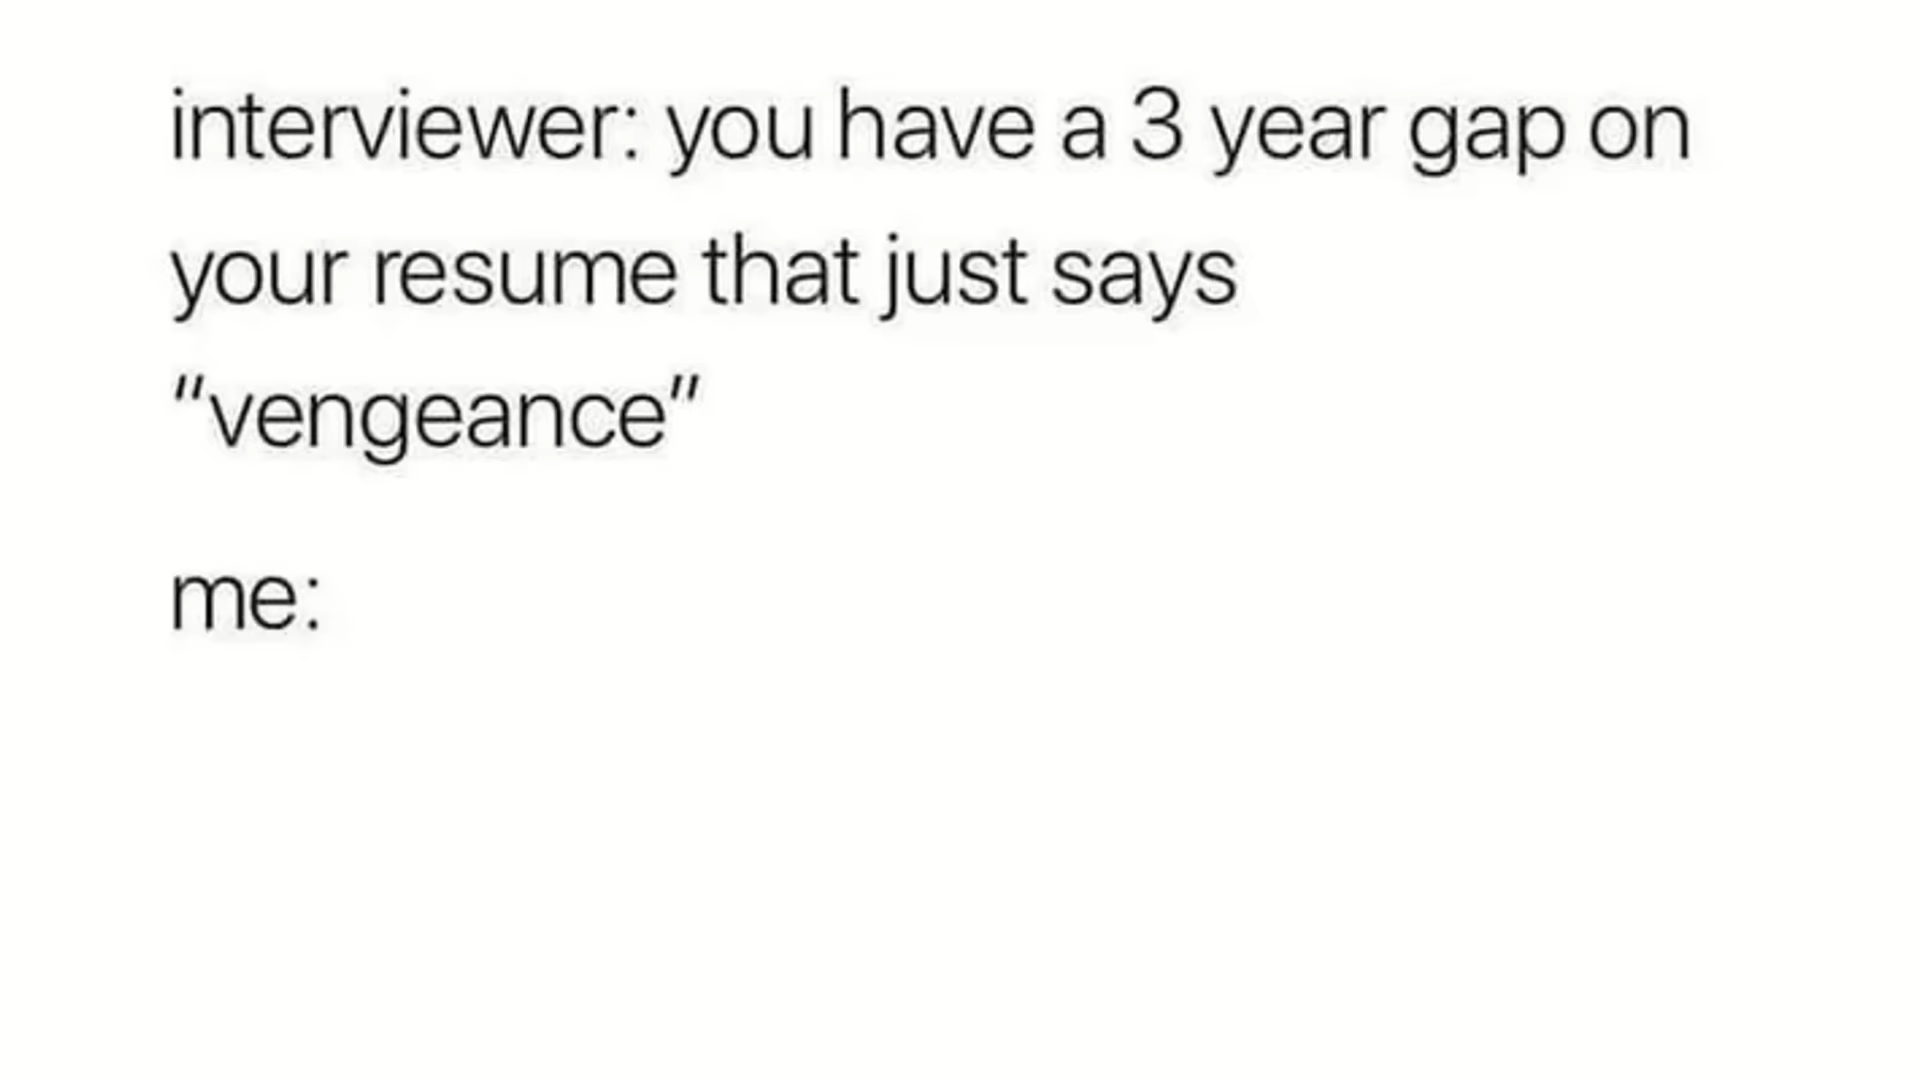 interviewer: you have a 3 year gap on
your resume that just says
“vengeance”
me: